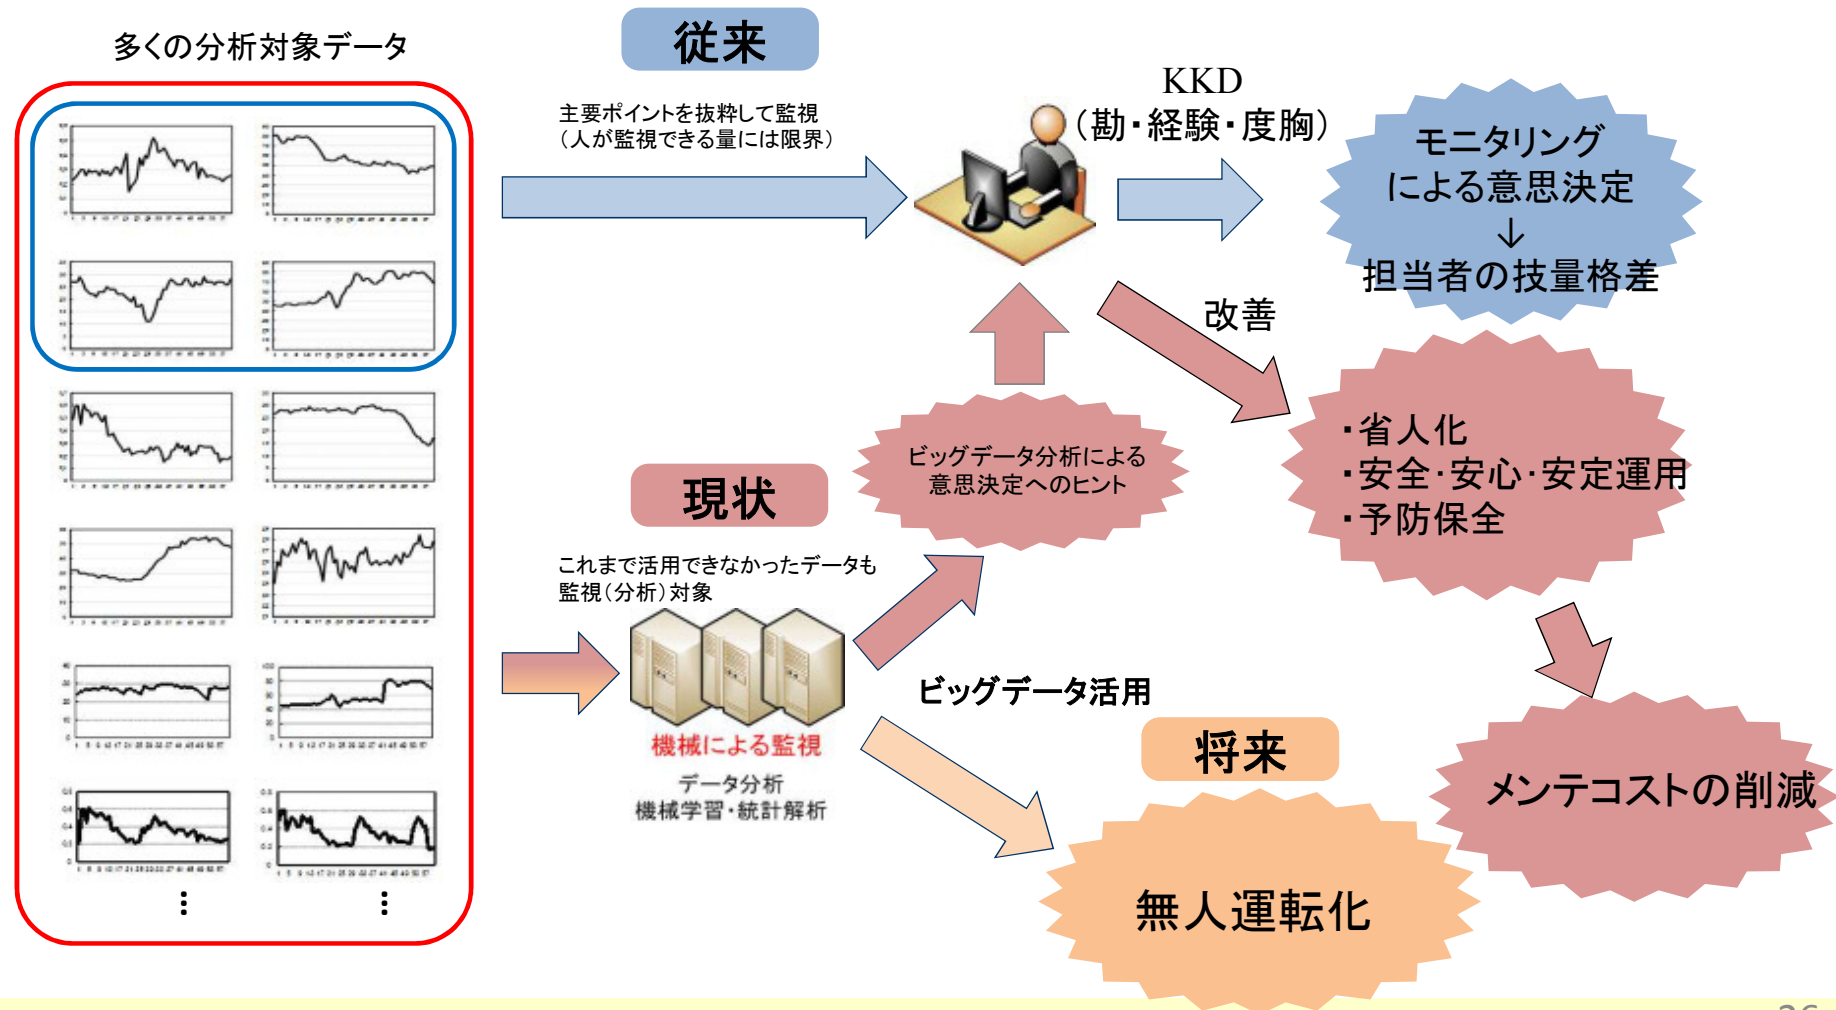 多くの分析対象データ
従来
主要ポイントを抜粋して監視
（人が監視できる量には限界）
KKD
（勘・経験・度胸）
モニタリング
による意思決定
↓
担当者の技量格差
改善
ビッグデータ分析による
意思決定へのヒント
・省人化
・安全・安心・安定運用
・予防保全
現状
これまで活用できなかったデータも
監視（分析）対象
機械による監視
データ分析
機械学習・統計解析
ビッグデータ活用
将来
無人運転化
メンテコストの削減